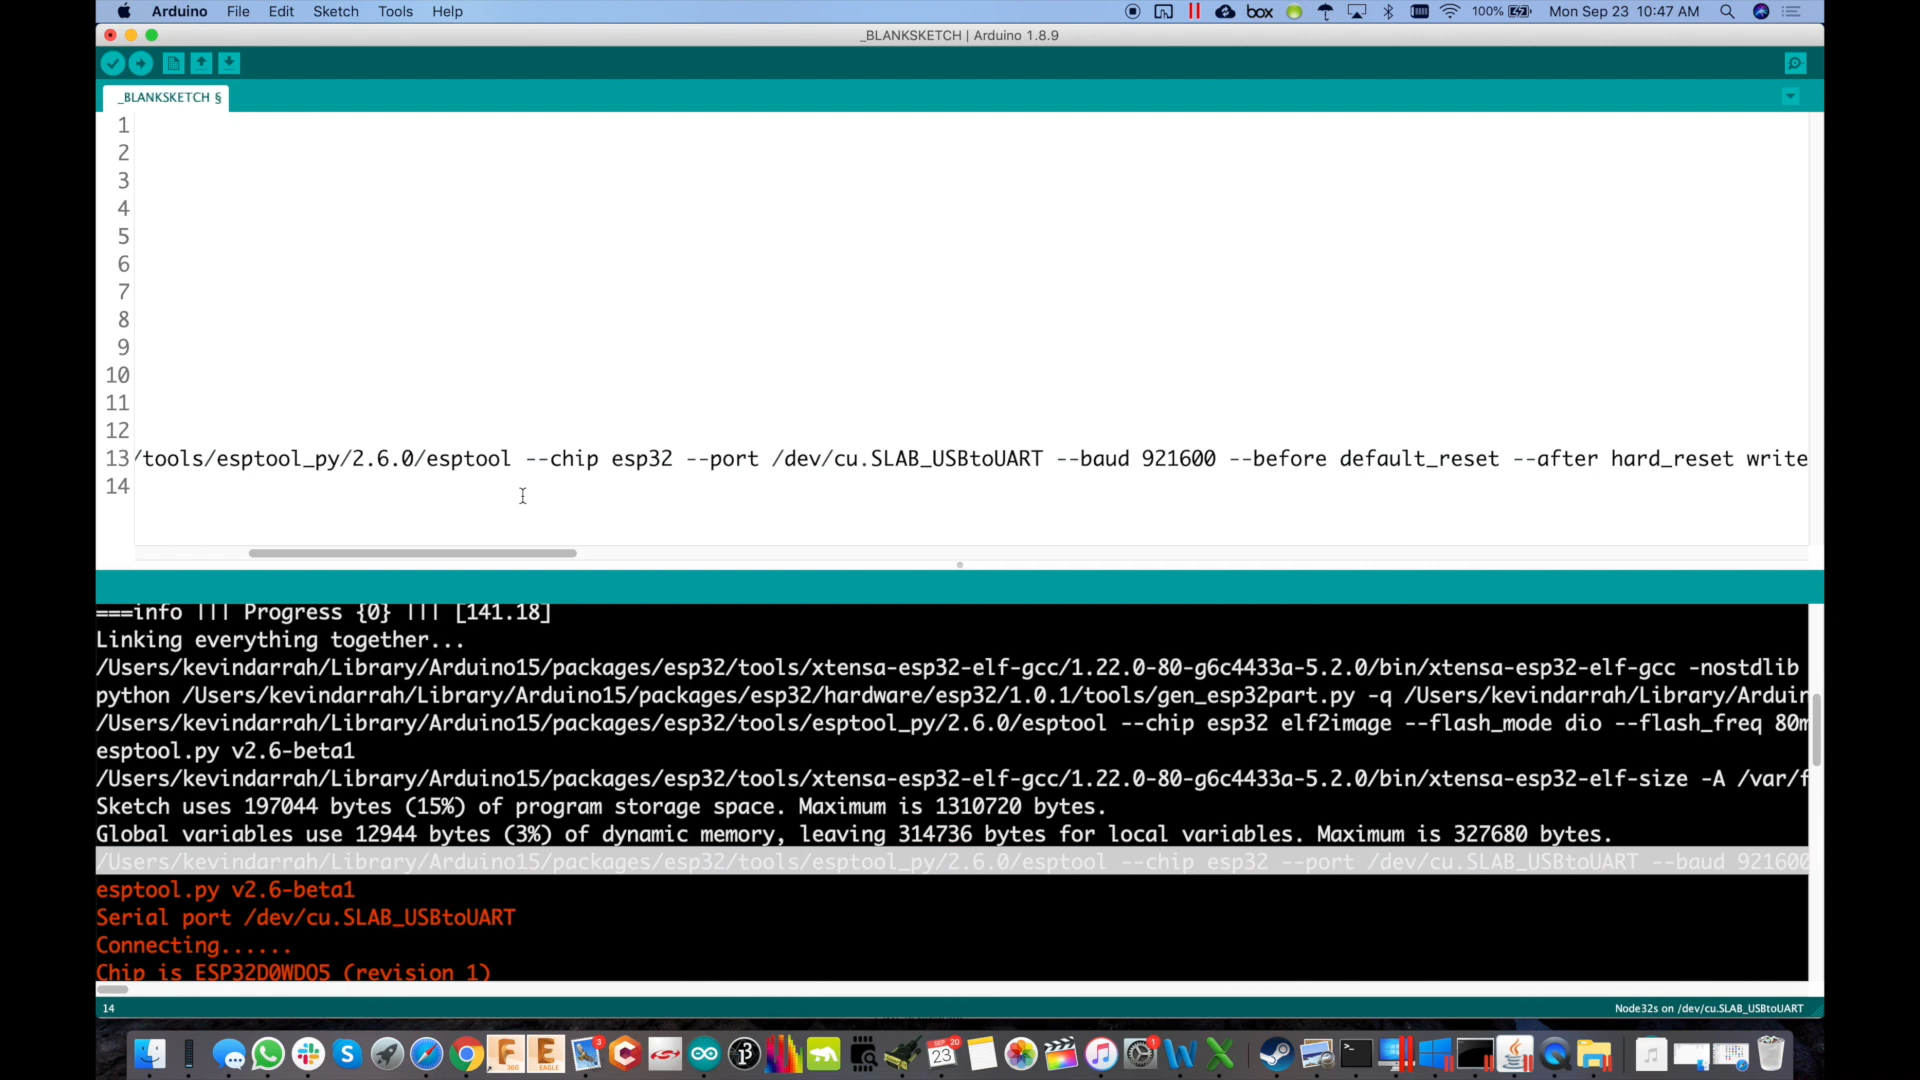 Arduino File Edit Sketch Tools Help box 100% Mon Sep 23 10:47 AM
_BLANKSKETCH | Arduino 1.8.9
_BLANKSKETCH §
1
2
3
4
5
6
7
8
9
10
11
12
13 /tools/esptool_py/2.6.0/esptool --chip esp32 --port /dev/cu.SLAB_USBtoUART --baud 921600 --before default_reset --after hard_reset write
14
===info ||| Progress {0} ||| [141.18]
Linking everything together...
/Users/kevindarrah/Library/Arduino15/packages/esp32/tools/xtensa-esp32-elf-gcc/1.22.0-80-g6c4433a-5.2.0/bin/xtensa-esp32-elf-gcc -nostdlib
python /Users/kevindarrah/Library/Arduino15/packages/esp32/hardware/esp32/1.0.1/tools/gen_esp32part.py -q /Users/kevindarrah/Library/Arduin
/Users/kevindarrah/Library/Arduino15/packages/esp32/tools/esptool_py/2.6.0/esptool --chip esp32 elf2image --flash_mode dio --flash_freq 80m
esptool.py v2.6-beta1
/Users/kevindarrah/Library/Arduino15/packages/esp32/tools/xtensa-esp32-elf-gcc/1.22.0-80-g6c4433a-5.2.0/bin/xtensa-esp32-elf-size -A /var/f
Sketch uses 197044 bytes (15%) of program storage space. Maximum is 1310720 bytes.
Global variables use 12944 bytes (3%) of dynamic memory, leaving 314736 bytes for local variables. Maximum is 327680 bytes.
/Users/kevindarrah/Library/Arduino15/packages/esp32/tools/esptool_py/2.6.0/esptool --chip esp32 --port /dev/cu.SLAB_USBtoUART --baud 921600
esptool.py v2.6-beta1
Serial port /dev/cu.SLAB_USBtoUART
Connecting......
Chip is ESP32D0WDQ5 (revision 1)
14 Node32s on /dev/cu.SLAB_USBtoUART